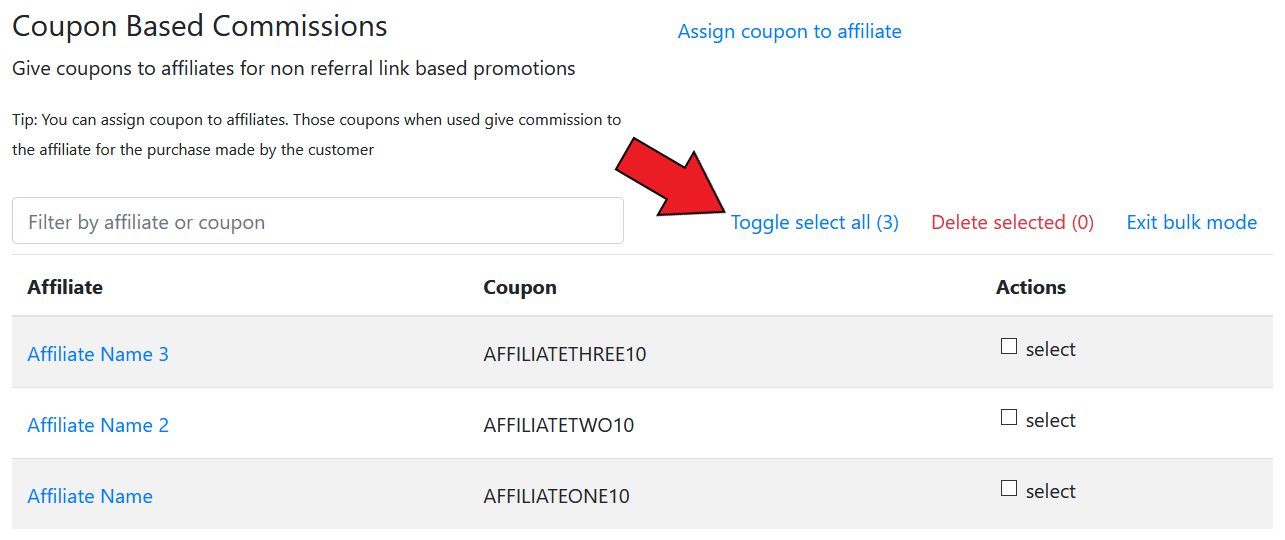 Coupon Based Commissions
Assign coupon to affiliate
Give coupons to affiliates for non referral link based promotions
Tip: You can assign coupon to affiliates. Those coupons when used give commission to
the affiliate for the purchase made by the customer
Filter by affiliate or coupon
Toggle select all (3) Delete selected (0) Exit bulk mode
Affiliate Coupon Actions
Affiliate Name 3 AFFILIATETHREE10 select
Affiliate Name 2 AFFILIATETWO10 select
Affiliate Name AFFILIATEONE10 select